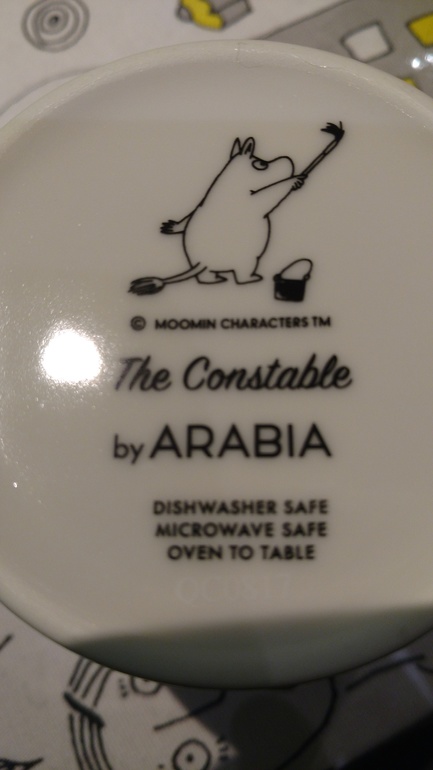 © MOOMIN CHARACTERS TM
The Constable
by ARABIA
DISHWASHER SAFE
MICROWAVE SAFE
OVEN TO TABLE